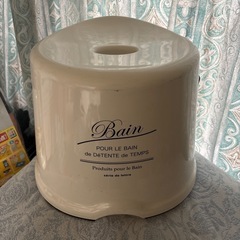 Bain
POUR LE BAIN
de DÉTENTE de TEMPS
Produits pour le Bain